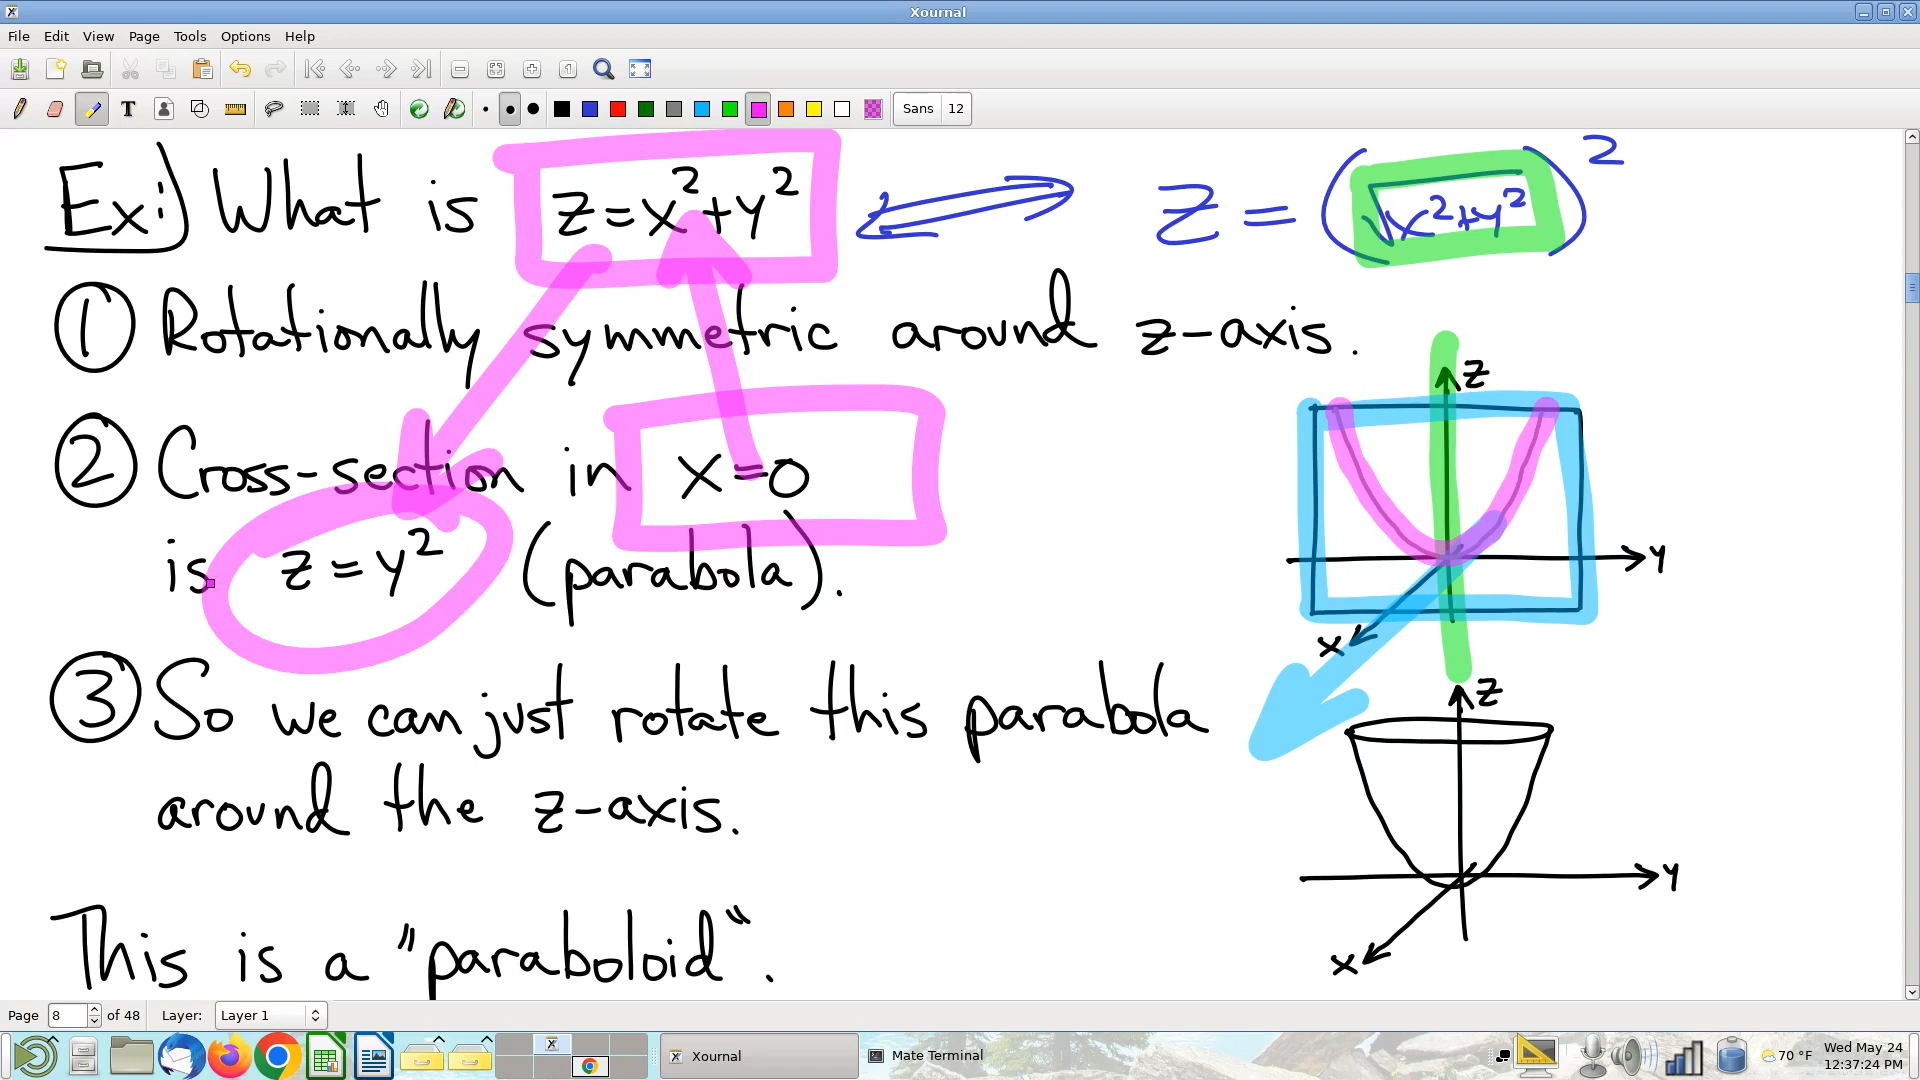 Xournal
File Edit View Page Tools Options Help
Sans 12
Ex: What is z=x²+y² ⟺ z = (√x²+y²)²
① Rotationally symmetric around z-axis.
② Cross-section in x=0
is z=y² (parabola).
z
y
x
③ So we can just rotate this parabola
around the z-axis.
z
y
x
This is a "paraboloid".
Page 8 of 48 Layer: Layer 1
Xournal
Mate Terminal
70 °F
Wed May 24
12:37:24 PM